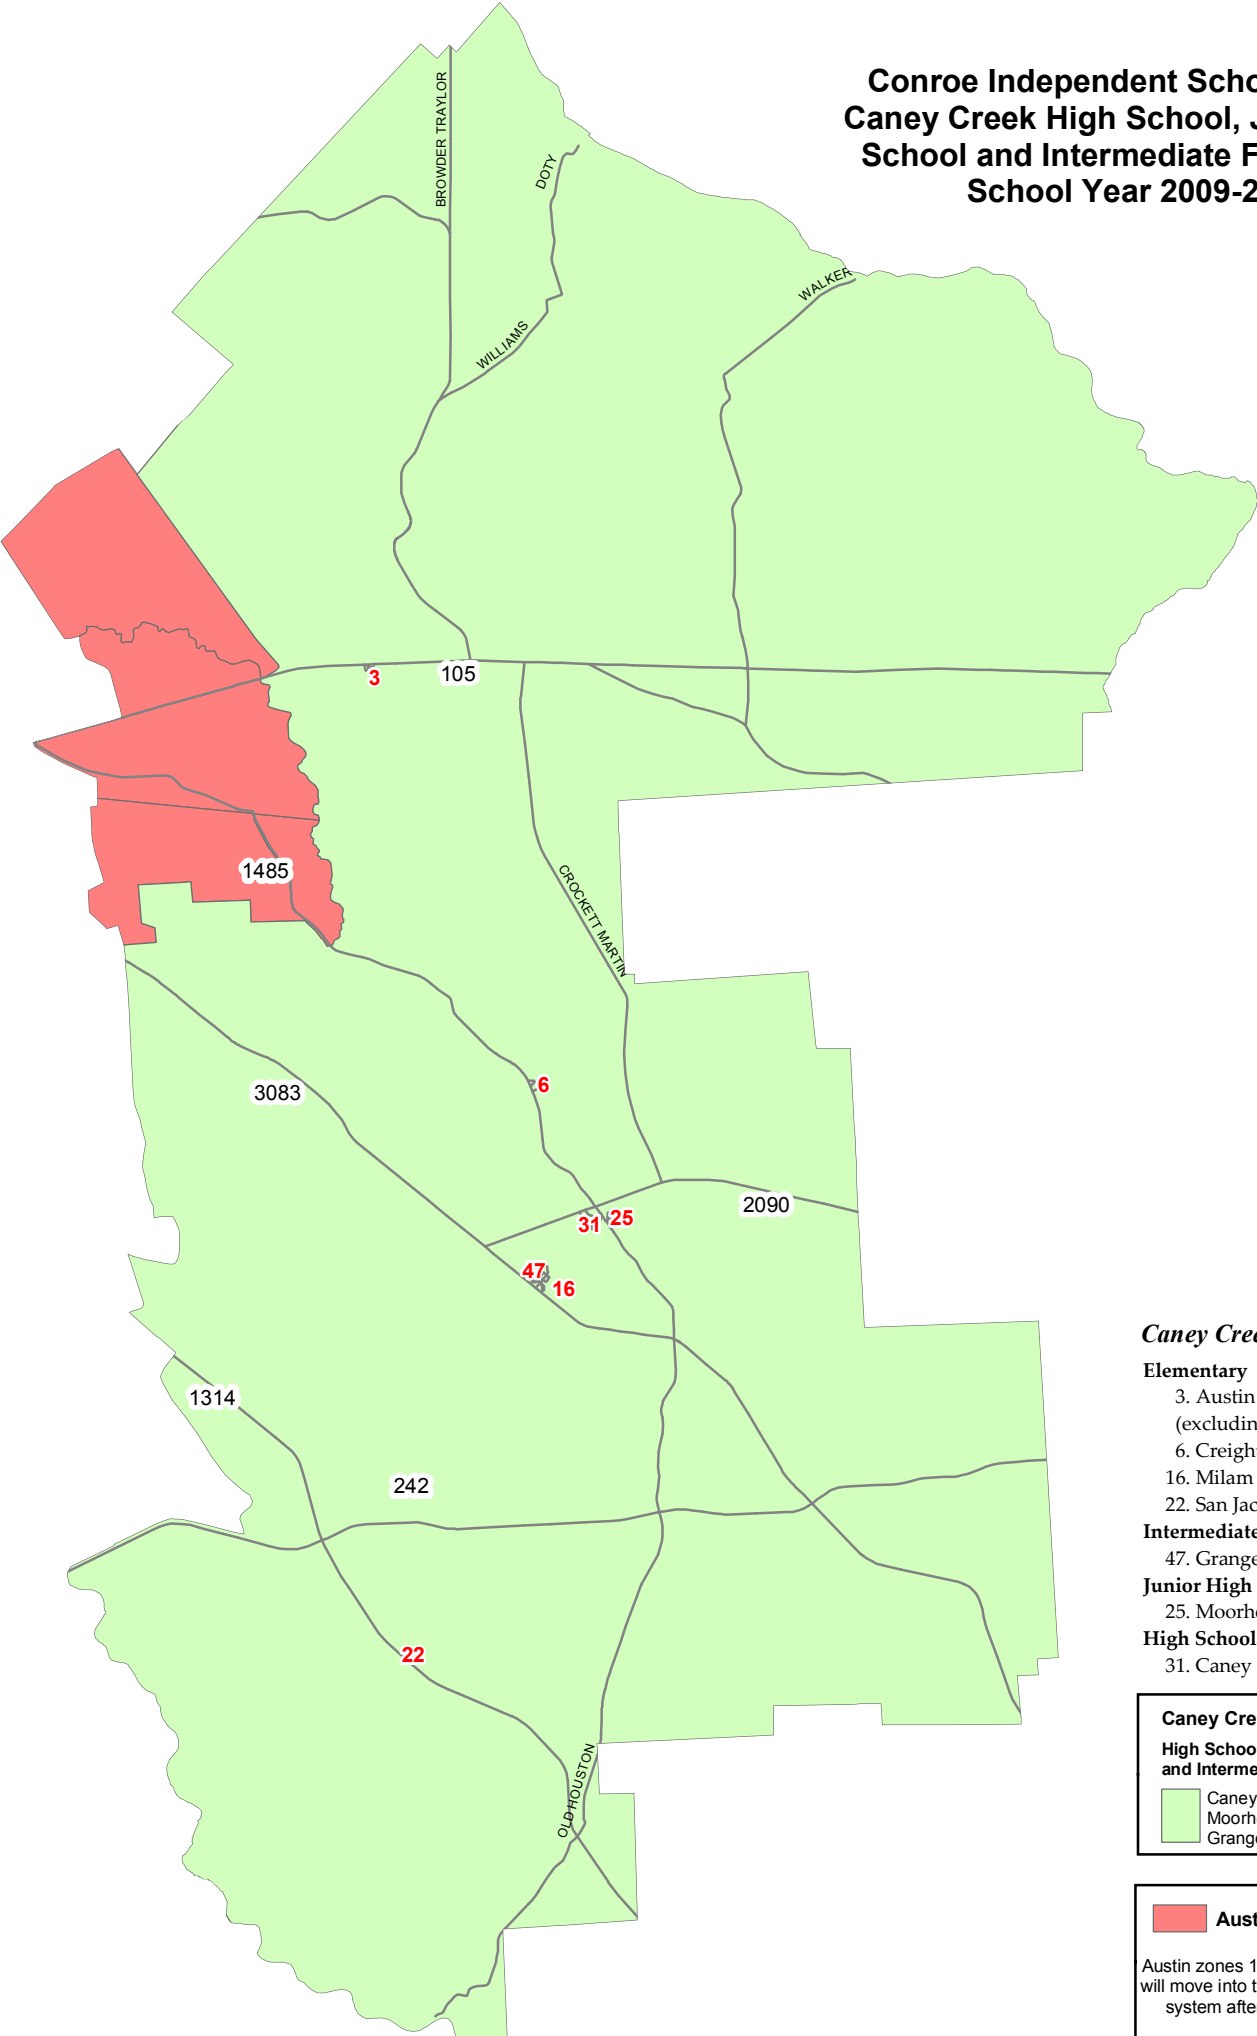 Conroe Independent Scho
Caney Creek High School, J
School and Intermediate F
School Year 2009-2
BROWDER TRAYLOR
DOTY
WALKER
WILLIAMS
3
105
1485
CROCKETT MARTIN
3083
6
2090
31
25
47
16
1314
242
22
OLD HOUSTON
Caney Cree
Elementary
3. Austin
(excludin
6. Creigh
16. Milam
22. San Jac
Intermediate
47. Grange
Junior High
25. Moorhe
High School
31. Caney
Caney Cre
High Schoo
and Interme
Caney
Moorh
Grange
Aust
Austin zones 1
will move into t
system afte